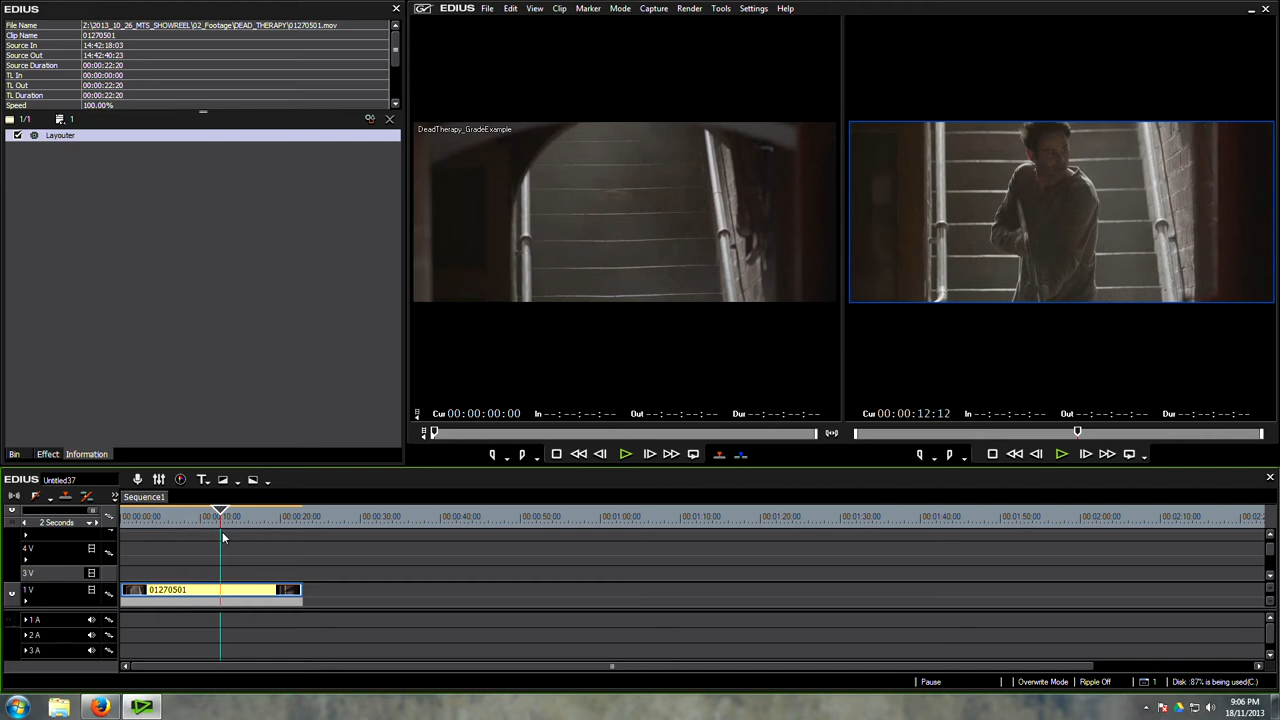 EDIUS
File Name Z:\2013_10_26_MTS_SHOWREEL\02_Footage\DEAD_THERAPY\01270501.mov
Clip Name 01270501
Source In 14:42:18:03
Source Out 14:42:40:23
Source Duration 00:00:22:20
TL In 00:00:00:00
TL Out 00:00:22:20
TL Duration 00:00:22:20
Speed 100.00%
1/1 1
Layouter
Bin Effect Information
EDIUS File Edit View Clip Marker Mode Capture Render Tools Settings Help
DeadTherapy_GradeExample
Cur 00:00:00:00 In --:--:--:-- Out --:--:--:-- Dur --:--:--:--
Cur 00:00:12:12 In --:--:--:-- Out --:--:--:-- Dur --:--:--:--
EDIUS Untitled37
Sequence1
2 Seconds
00:00:00:00 00:00:10:00 00:00:20:00 00:00:30:00 00:00:40:00 00:00:50:00 00:01:00:00 00:01:10:00 00:01:20:00 00:01:30:00 00:01:40:00 00:01:50:00 00:02:00:00 00:02:10:00 00:02:2
4 V
3 V
1 V
01270501
1 A
2 A
3 A
Pause Overwrite Mode Ripple Off 1 Disk :87% is being used(C:)
9:06 PM
18/11/2013